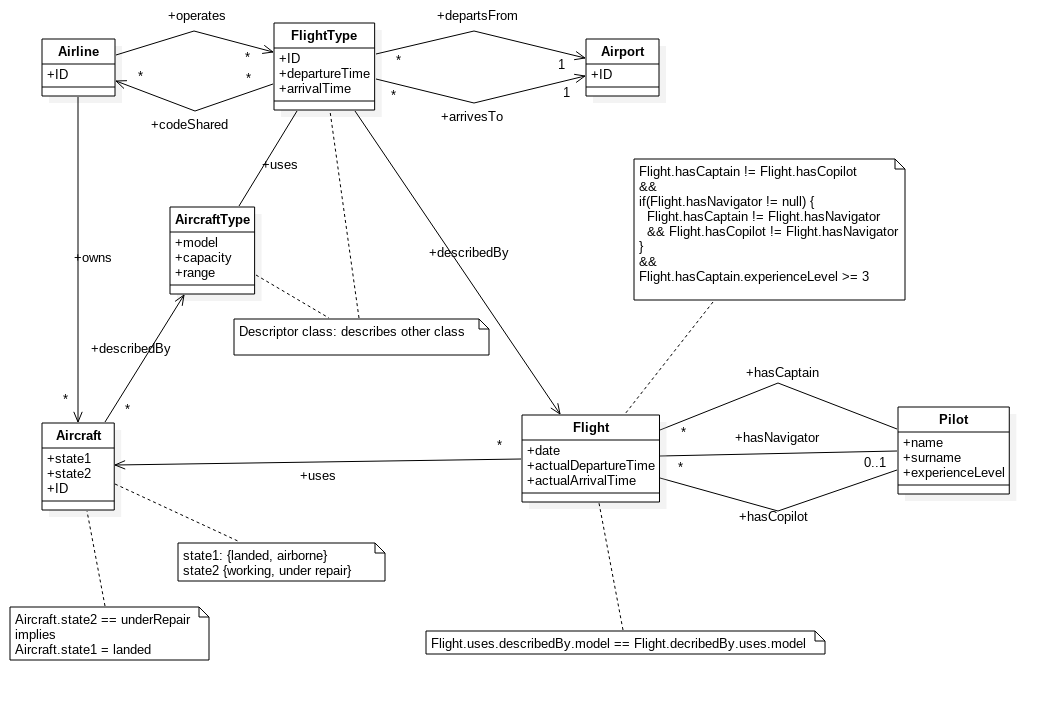 +operates
+departsFrom
Airline
+ID
*
*
*
+codeShared
FlightType
+ID
+departureTime
+arrivalTime
*
1
*
1
+arrivesTo
Airport
+ID
+uses
AircraftType
+model
+capacity
+range
+owns
+describedBy
Flight.hasCaptain != Flight.hasCopilot
&&
if(Flight.hasNavigator != null) {
Flight.hasCaptain != Flight.hasNavigator
&& Flight.hasCopilot != Flight.hasNavigator
}
&&
Flight.hasCaptain.experienceLevel >= 3
Descriptor class: describes other class
+describedBy
*
*
Aircraft
+state1
+state2
+ID
*
+uses
Flight
+date
+actualDepartureTime
+actualArrivalTime
+hasCaptain
*
+hasNavigator
*
0..1
+hasCopilot
Pilot
+name
+surname
+experienceLevel
state1: {landed, airborne}
state2 {working, under repair}
Aircraft.state2 == underRepair
implies
Aircraft.state1 = landed
Flight.uses.describedBy.model == Flight.decribedBy.uses.model